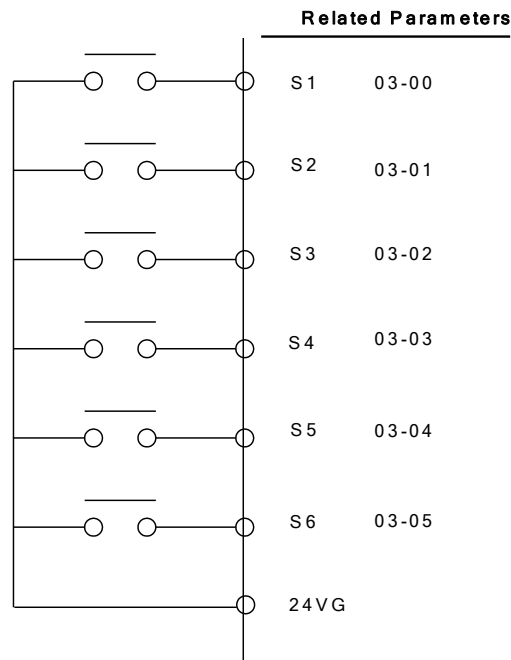 Related Parameters
S1 03-00
S2 03-01
S3 03-02
S4 03-03
S5 03-04
S6 03-05
24VG